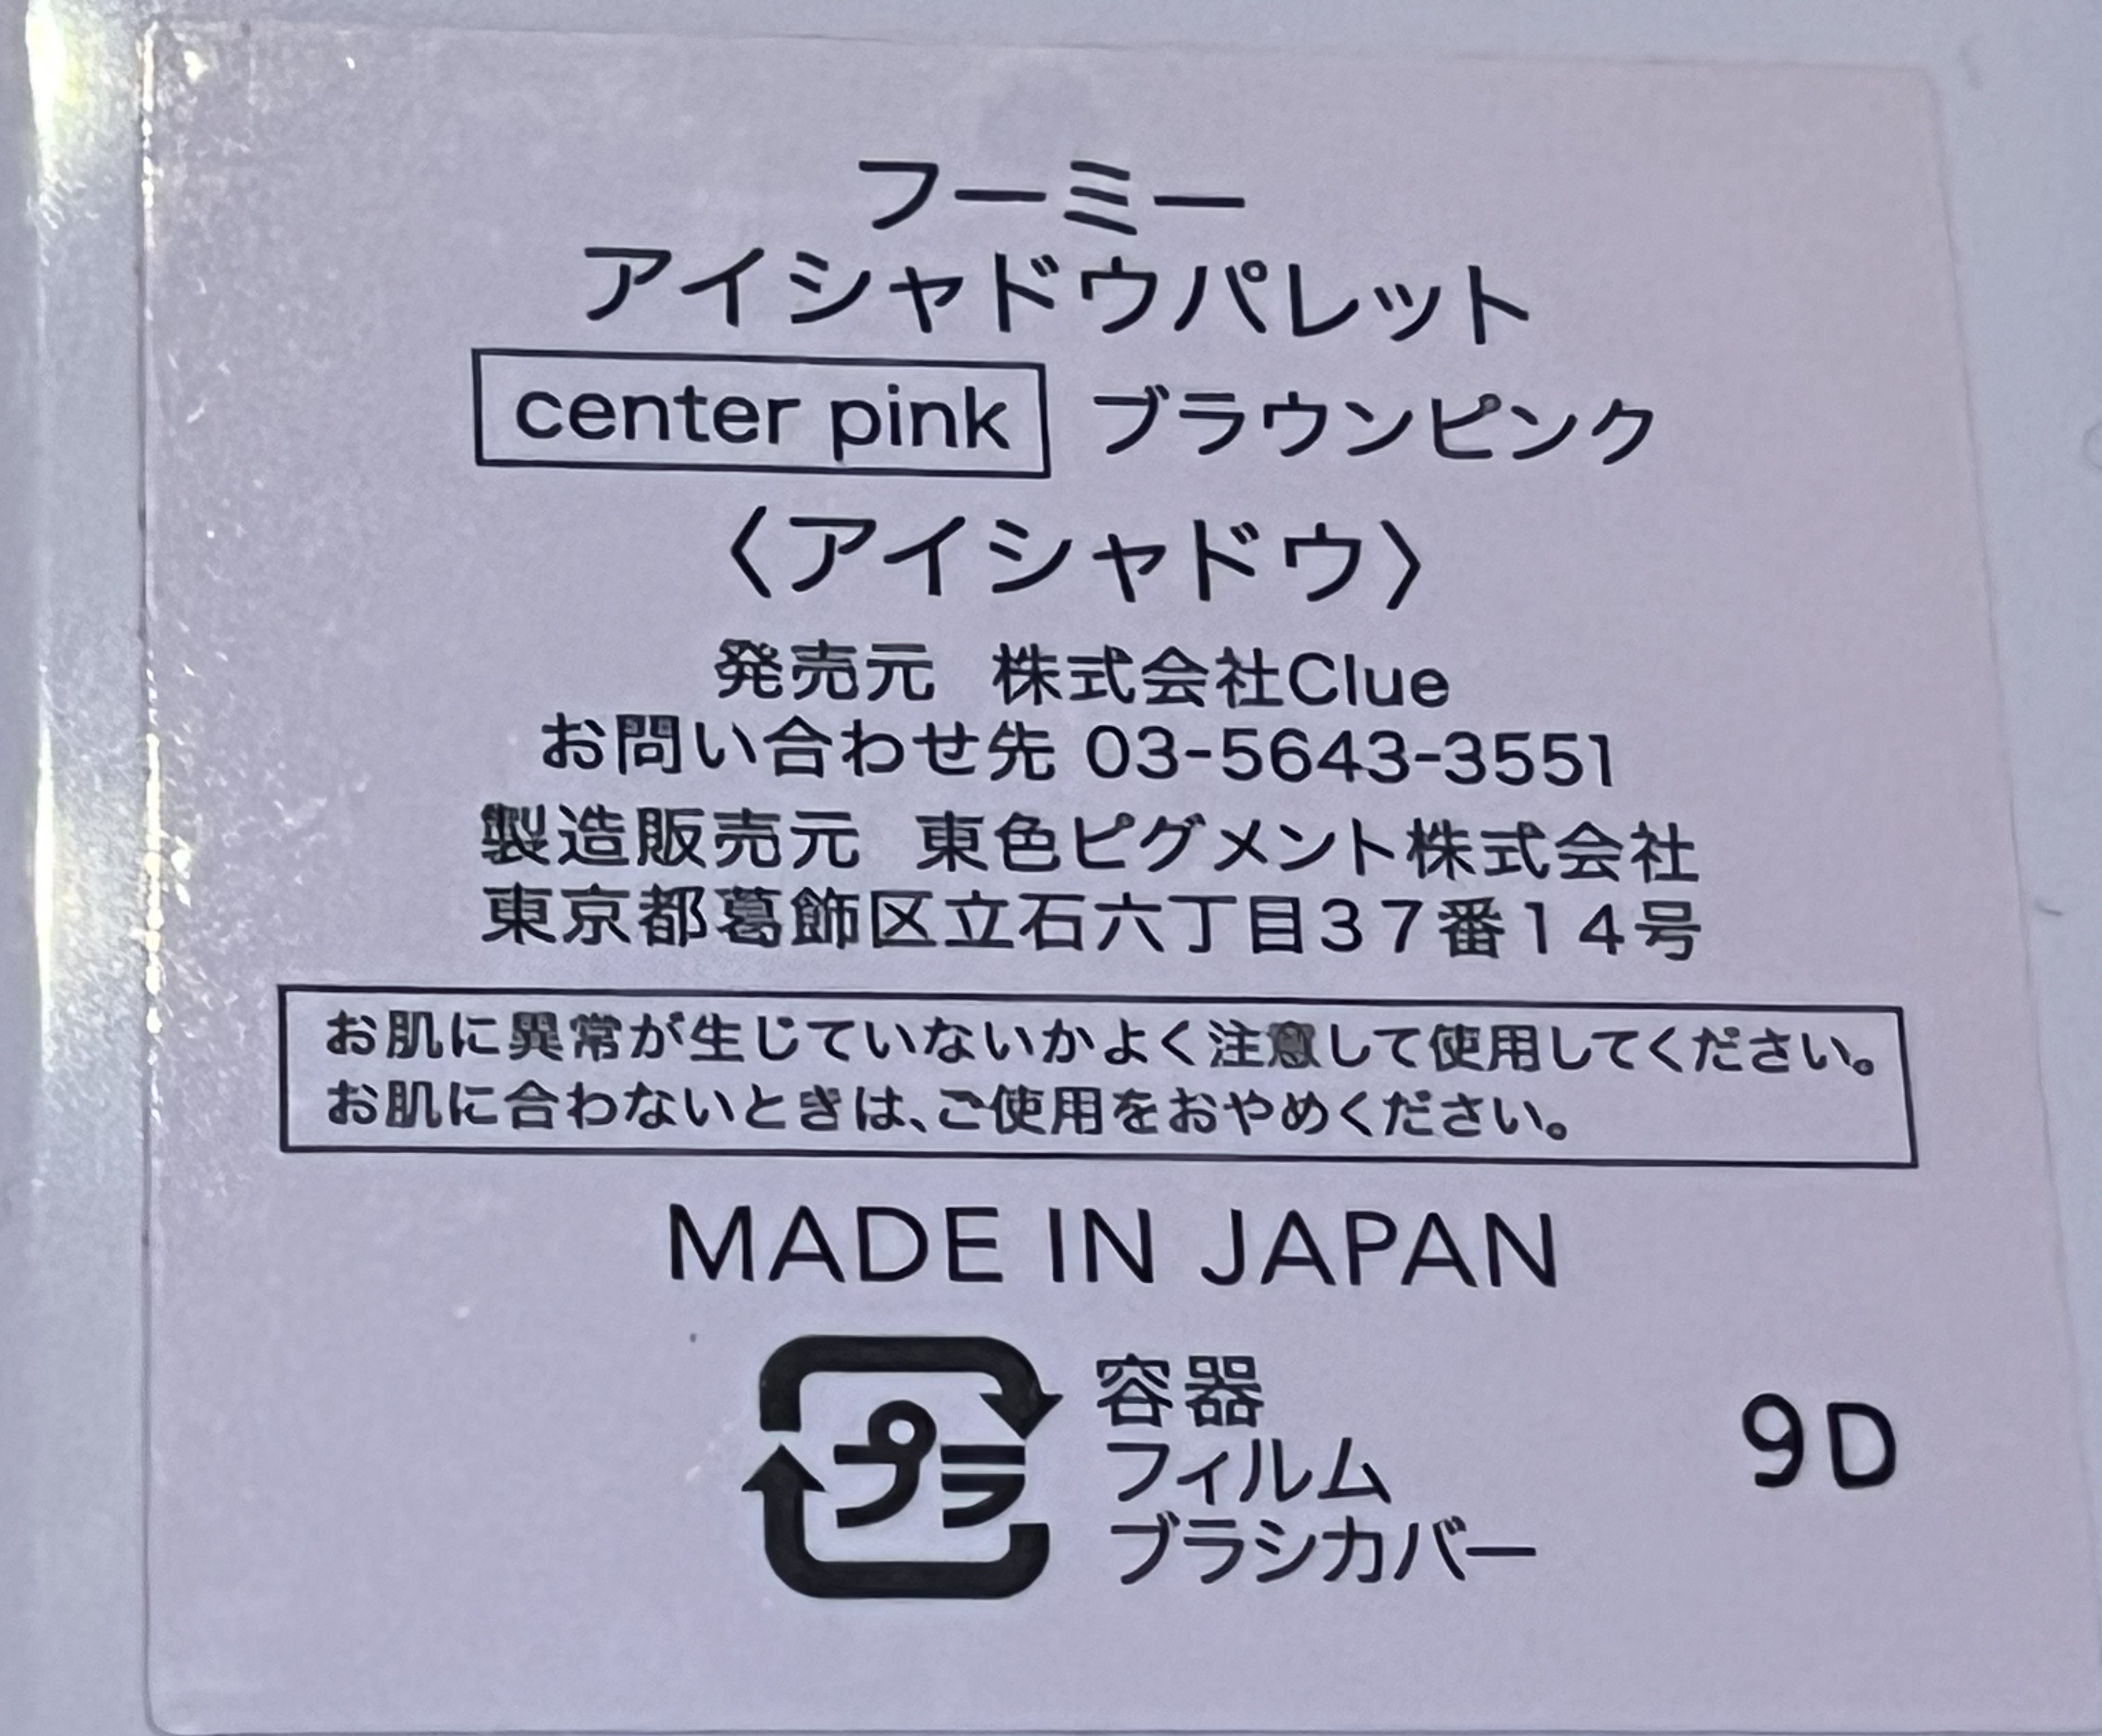 フーミー
アイシャドウパレット
center pink ブラウンピンク
〈アイシャドウ〉
発売元 株式会社Clue
お問い合わせ先 03-5643-3551
製造販売元 東色ピグメント株式会社
東京都葛飾区立石六丁目37番14号
お肌に異常が生じていないかよく注意して使用してください。
お肌に合わないときは、ご使用をおやめください。
MADE IN JAPAN
プラ
容器
フィルム
ブラシカバー
9D